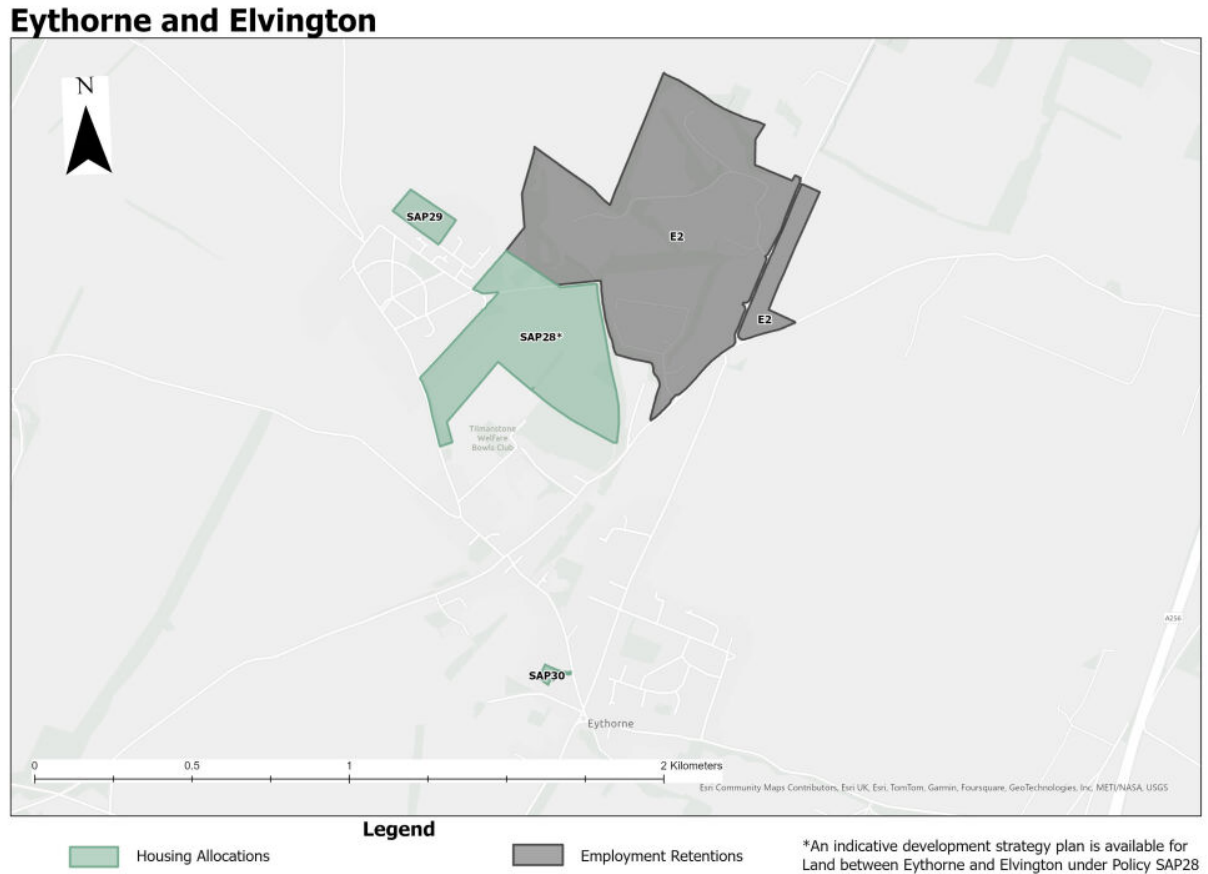 Eythorne and Elvington
N
SAP29
E2
E2
SAP28*
Tilmanstone
Welfare
Bowls Club
A256
SAP30
Eythorne
0 0.5 1 2 Kilometers
Esri Community Maps Contributors, Esri UK, Esri, TomTom, Garmin, Foursquare, GeoTechnologies, Inc, METI/NASA, USGS
Legend
Housing Allocations
Employment Retentions
*An indicative development strategy plan is available for
Land between Eythorne and Elvington under Policy SAP28